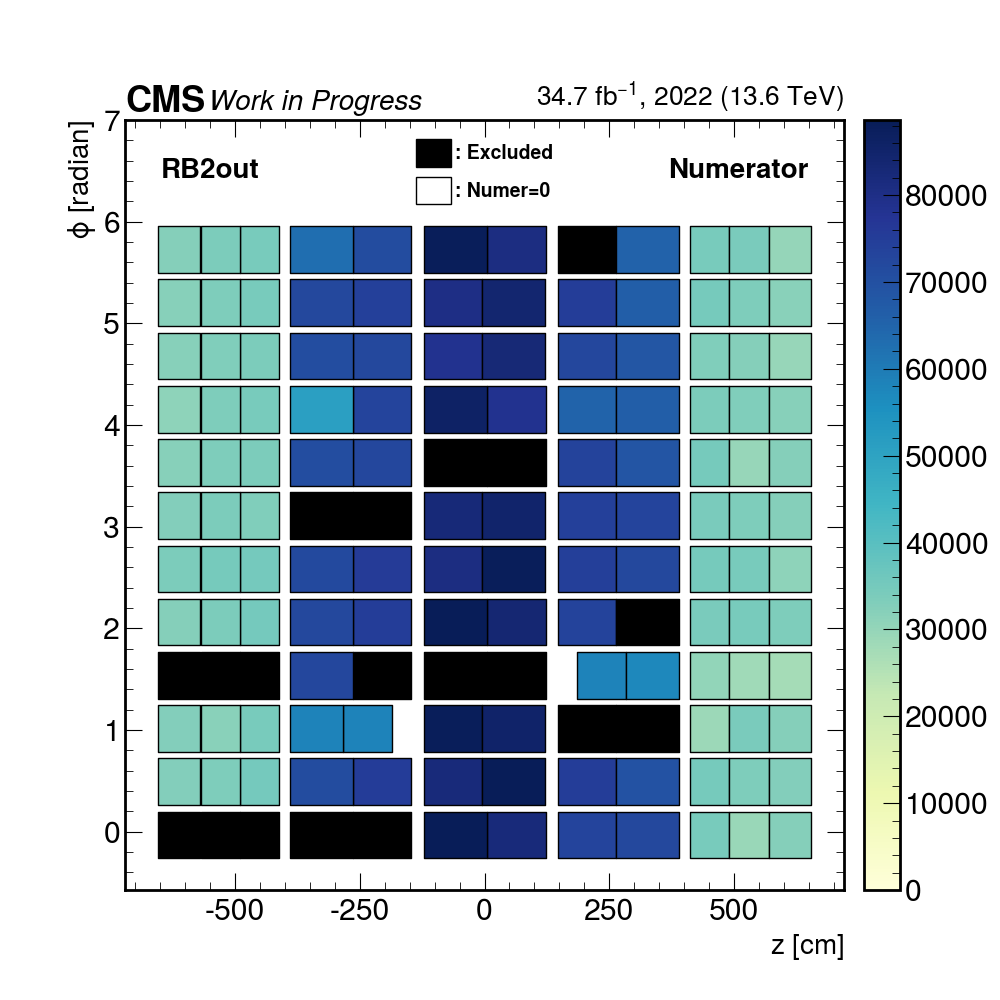 CMS Work in Progress 34.7 fb⁻¹, 2022 (13.6 TeV)
RB2out
: Excluded
: Numer=0
Numerator
ϕ [radian]
7
6
5
4
3
2
1
0
-500 -250 0 250 500
z [cm]
80000
70000
60000
50000
40000
30000
20000
10000
0